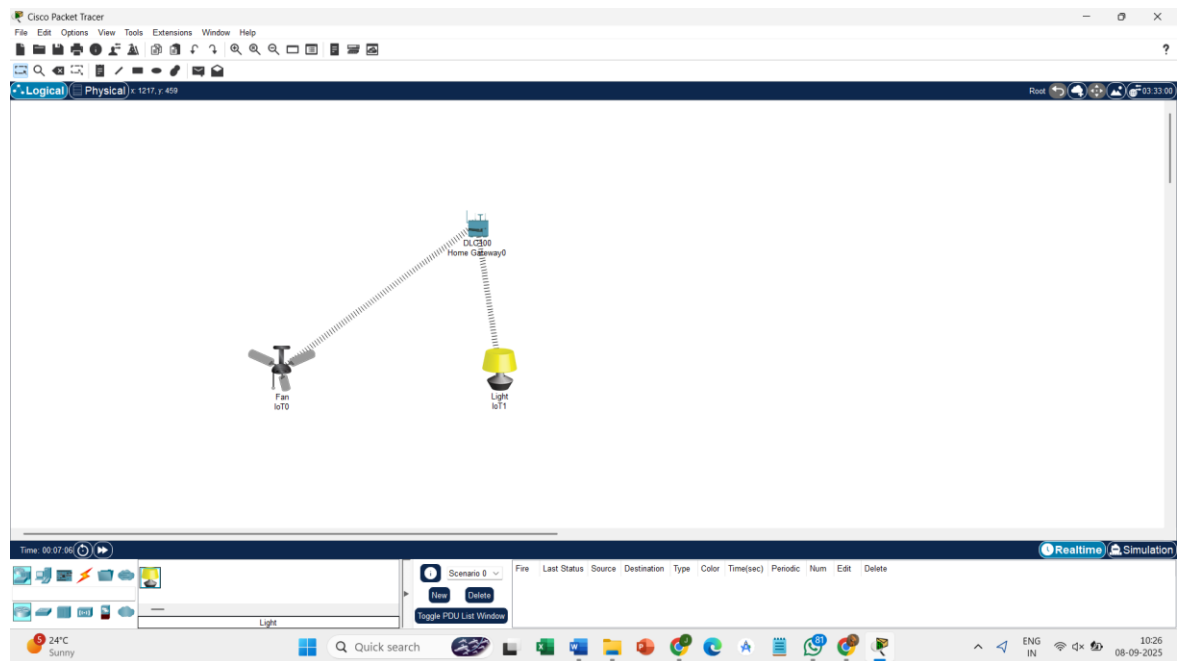 Cisco Packet Tracer
File Edit Options View Tools Extensions Window Help
?
Logical Physical x: 1217, y: 459 Root 03:33:00
DLC100
Home Gateway0
Fan
IoT0
Light
IoT1
Time: 00:07:06 Realtime Simulation
Scenario 0 Fire Last Status Source Destination Type Color Time(sec) Periodic Num Edit Delete
New Delete
Toggle PDU List Window
Light
5 24°C
Sunny
Quick search
81
ENG
IN
10:26
08-09-2025